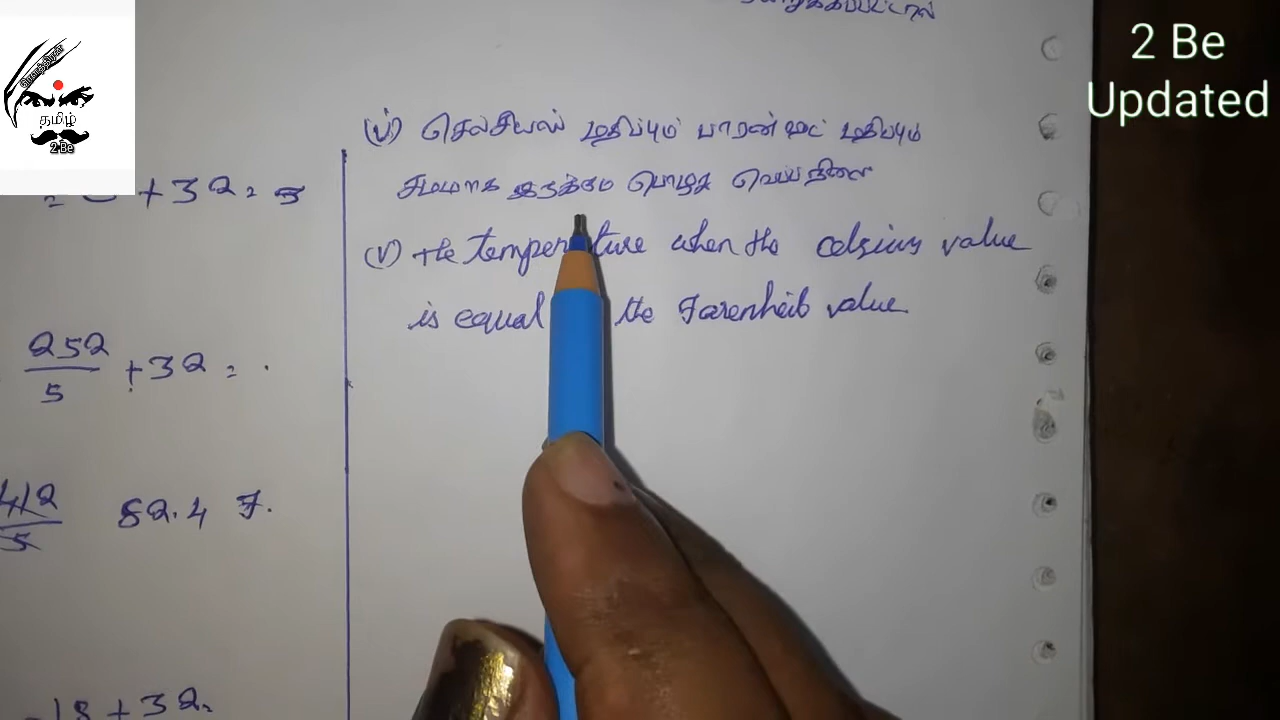 2 Be
Updated
தமிழ்
2 Be
(v) செல்சியஸ் மதிப்பும் பாரன்ஹீட் மதிப்பும்
சமமாக இருக்கும் பொழுது வெப்பநிலை
(v) the temperature when the celsius value
is equal the Farenheit value
+ 32 =
252
5
+ 32 =
412
5
82.4 F.
18 + 32